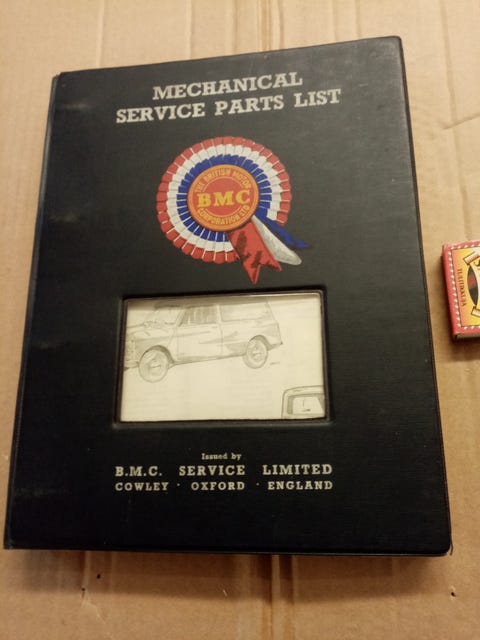 MECHANICAL
SERVICE PARTS LIST
THE BRITISH MOTOR
BMC
CORPORATION LTD
Issued by
B.M.C. SERVICE LIMITED
COWLEY · OXFORD · ENGLAND